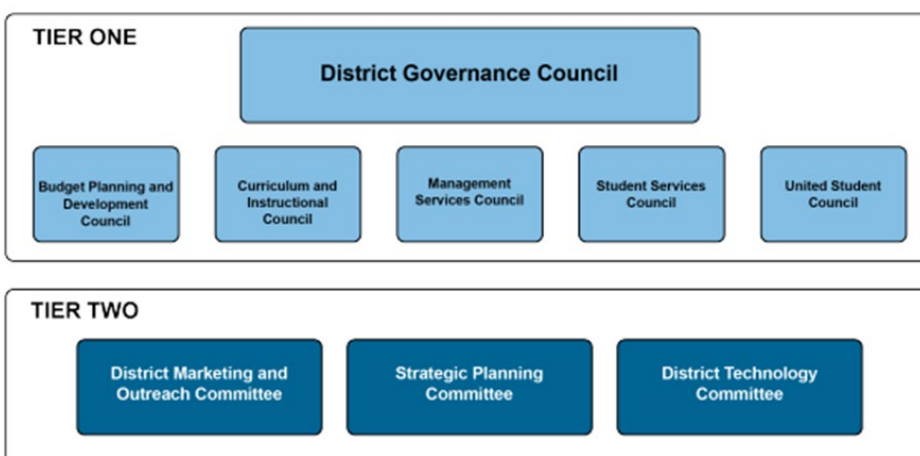 TIER ONE
District Governance Council
Budget Planning and
Development
Council
Curriculum and
Instructional
Council
Management
Services Council
Student Services
Council
United Student
Council
TIER TWO
District Marketing and
Outreach Committee
Strategic Planning
Committee
District Technology
Committee